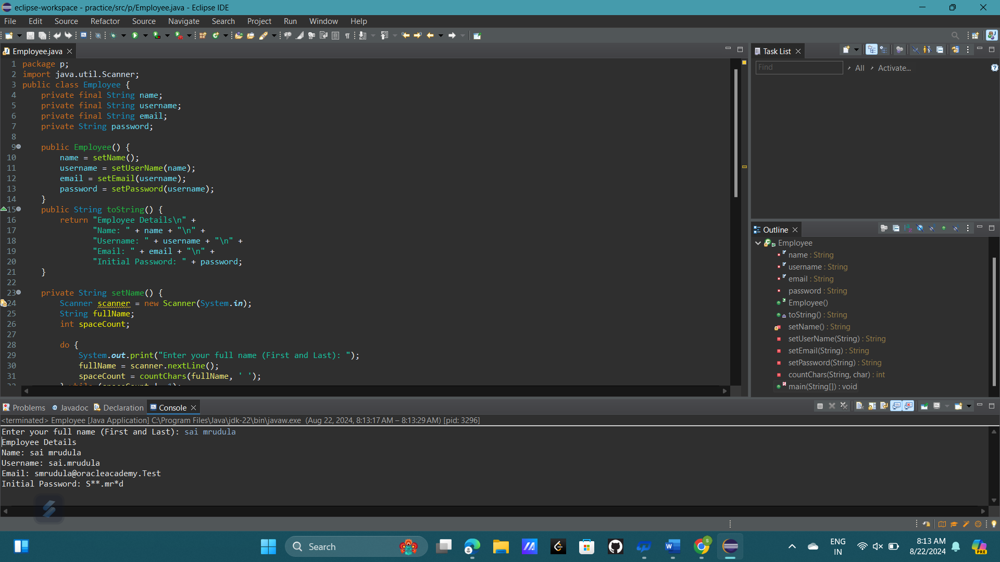 eclipse-workspace - practice/src/p/Employee.java - Eclipse IDE
File Edit Source Refactor Source Navigate Search Project Run Window Help
Employee.java
1 package p;
2 import java.util.Scanner;
3 public class Employee {
4 private final String name;
5 private final String username;
6 private final String email;
7 private String password;
8
9 public Employee() {
10 name = setName();
11 username = setUserName(name);
12 email = setEmail(username);
13 password = setPassword(username);
14 }
15 public String toString() {
16 return "Employee Details\n" +
17 "Name: " + name + "\n" +
18 "Username: " + username + "\n" +
19 "Email: " + email + "\n" +
20 "Initial Password: " + password;
21 }
22
23 private String setName() {
24 Scanner scanner = new Scanner(System.in);
25 String fullName;
26 int spaceCount;
27
28 do {
29 System.out.print("Enter your full name (First and Last): ");
30 fullName = scanner.nextLine();
31 spaceCount = countChars(fullName, ' ');
Task List
Find
All
Activate...
Outline
Employee
name : String
username : String
email : String
password : String
Employee()
toString() : String
setName() : String
setUserName(String) : String
setEmail(String) : String
setPassword(String) : String
countChars(String, char) : int
main(String[]) : void
Problems Javadoc Declaration Console
<terminated> Employee [Java Application] C:\Program Files\Java\jdk-22\bin\javaw.exe (Aug 22, 2024, 8:13:17 AM – 8:13:29 AM) [pid: 3296]
Enter your full name (First and Last): sai mrudula
Employee Details
Name: sai mrudula
Username: sai.mrudula
Email: smrudula@oracleacademy.Test
Initial Password: S**.mr*d
Search
ENG
IN
8:13 AM
8/22/2024
PRE